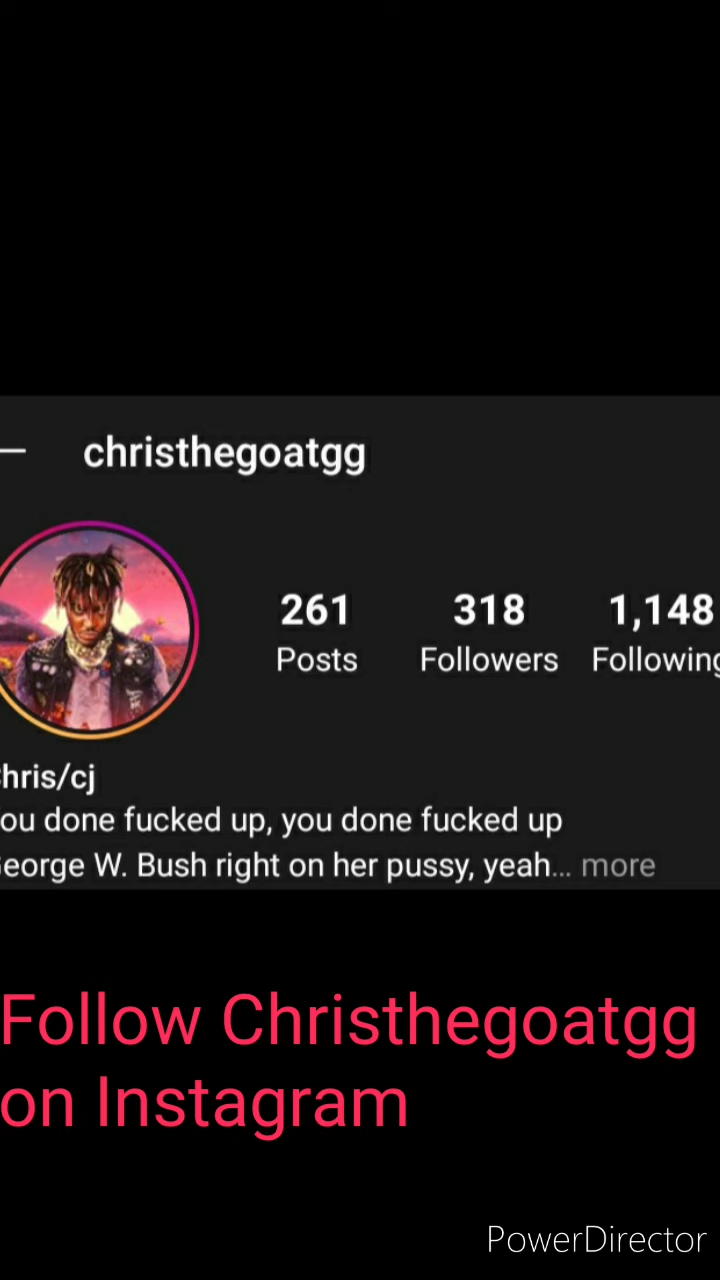 christhegoatgg
261 318 1,148
Posts Followers Following
hris/cj
ou done fucked up, you done fucked up
eorge W. Bush right on her pussy, yeah... more
Follow Christhegoatgg
on Instagram
PowerDirector